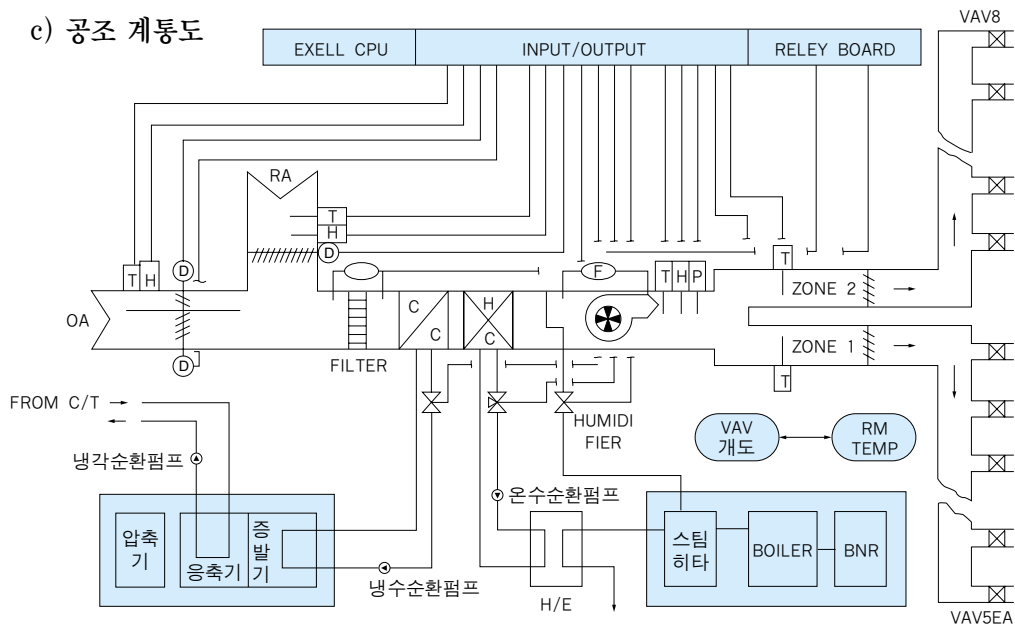 c) 공조 계통도
VAV8
EXELL CPU
INPUT/OUTPUT
RELEY BOARD
RA
T
H
D
T
H
D
F
T
H
P
T
OA
C
C
H
C
ZONE 2
ZONE 1
D
FILTER
T
FROM C/T
HUMIDI
FIER
VAV
개도
RM
TEMP
냉각순환펌프
온수순환펌프
압축
기
응축기
증
발
기
냉수순환펌프
H/E
스팀
히타
BOILER
BNR
VAV5EA